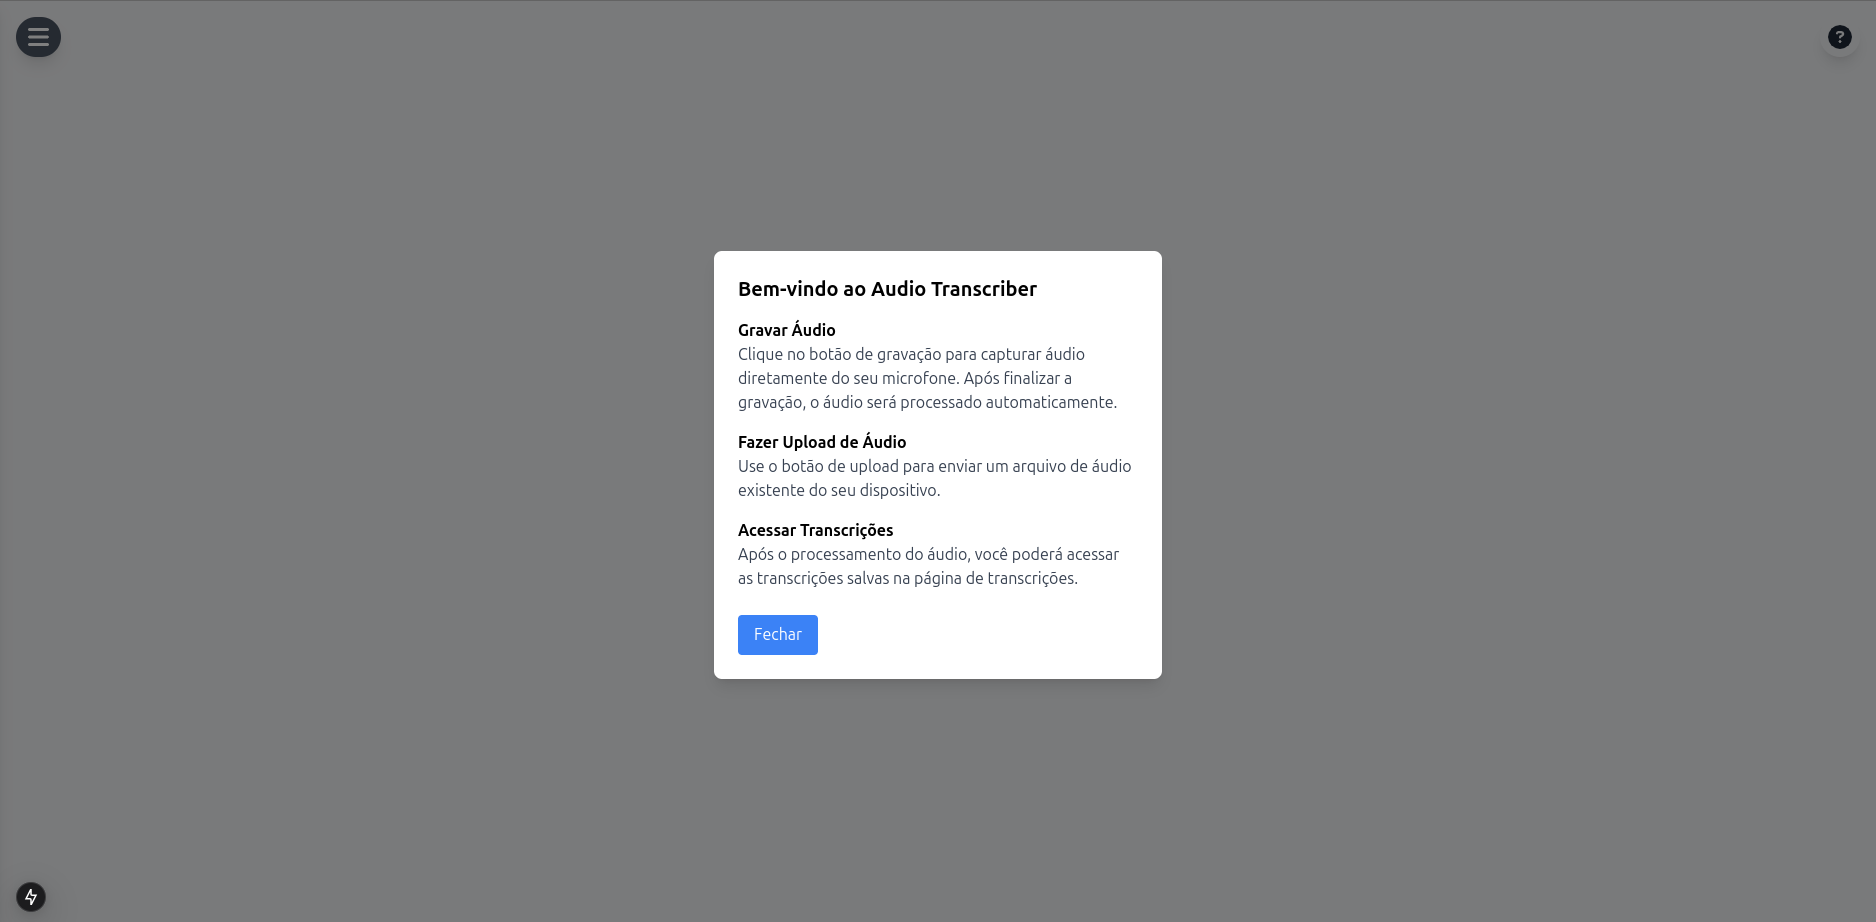 Bem-vindo ao Audio Transcriber
Gravar Áudio
Clique no botão de gravação para capturar áudio
diretamente do seu microfone. Após finalizar a
gravação, o áudio será processado automaticamente.
Fazer Upload de Áudio
Use o botão de upload para enviar um arquivo de áudio
existente do seu dispositivo.
Acessar Transcrições
Após o processamento do áudio, você poderá acessar
as transcrições salvas na página de transcrições.
Fechar